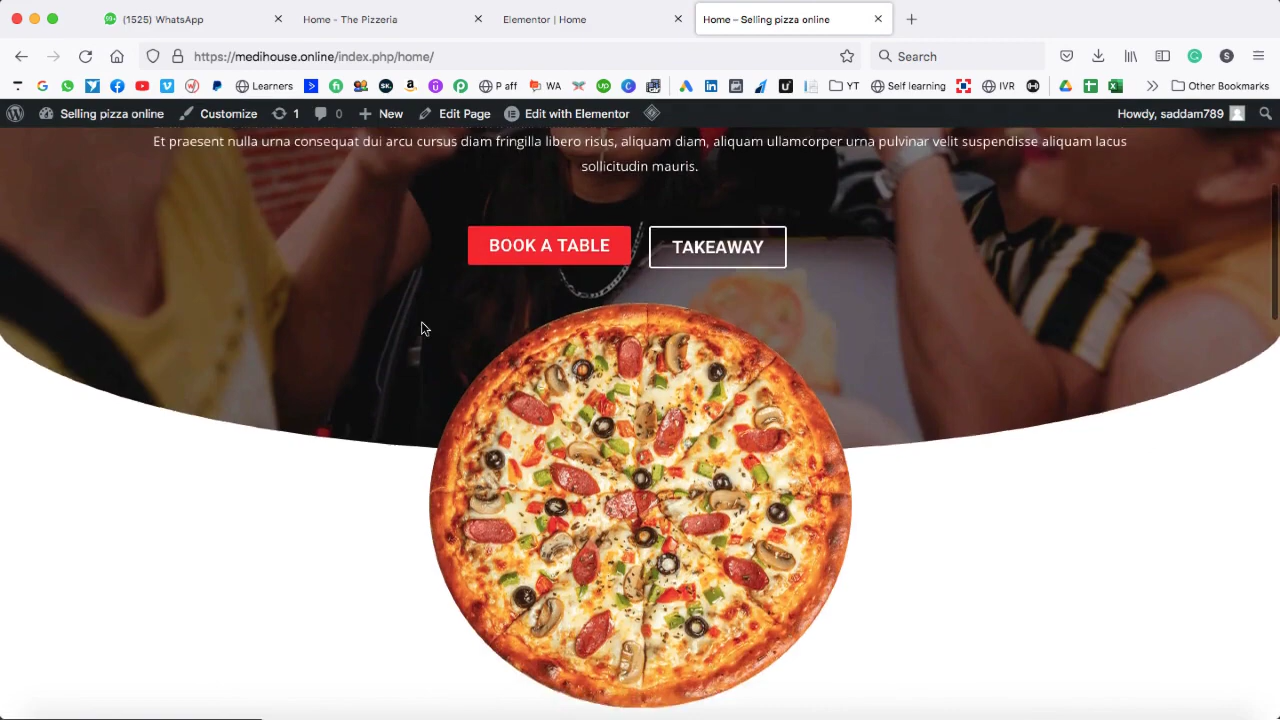 (1525) WhatsApp
Home - The Pizzeria
Elementor | Home
Home – Selling pizza online
https://medihouse.online/index.php/home/
Search
Learners
P aff
WA
YT
Self learning
IVR
Other Bookmarks
Selling pizza online
Customize
1
0
New
Edit Page
Edit with Elementor
Howdy, saddam789
Et praesent nulla urna consequat dui arcu cursus diam fringilla libero risus, aliquam diam, aliquam ullamcorper urna pulvinar velit suspendisse aliquam lacus
sollicitudin mauris.
BOOK A TABLE
TAKEAWAY